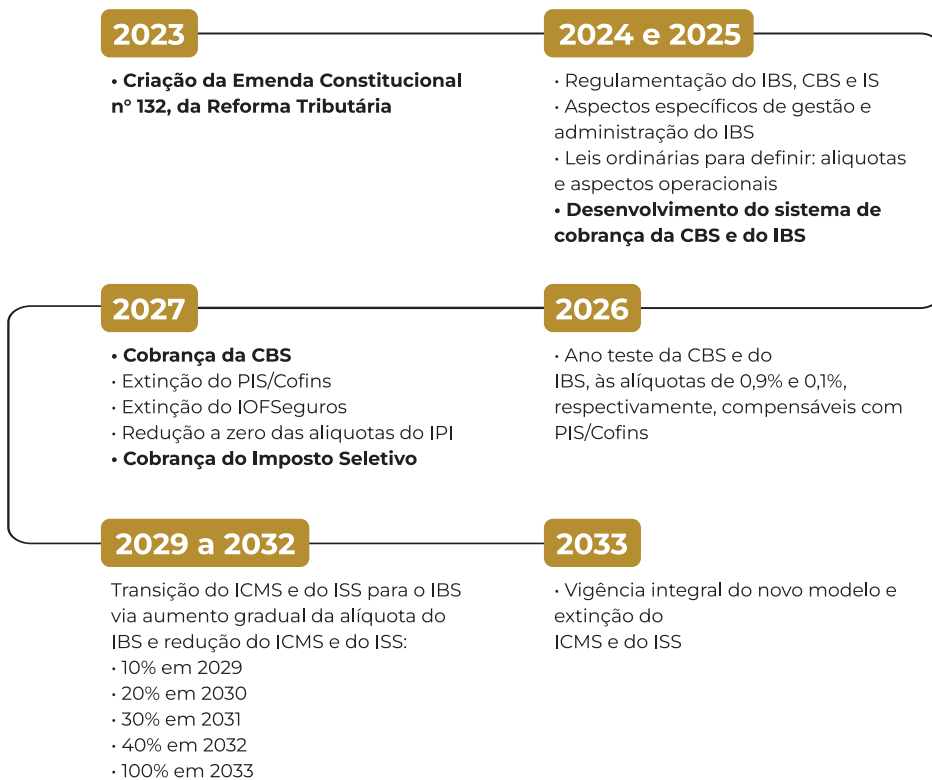 2023
• Criação da Emenda Constitucional
n° 132, da Reforma Tributária
2024 e 2025
• Regulamentação do IBS, CBS e IS
• Aspectos específicos de gestão e
administração do IBS
• Leis ordinárias para definir: aliquotas
e aspectos operacionais
• Desenvolvimento do sistema de
cobrança da CBS e do IBS
2026
• Ano teste da CBS e do
IBS, às alíquotas de 0,9% e 0,1%,
respectivamente, compensáveis com
PIS/Cofins
2027
• Cobrança da CBS
• Extinção do PIS/Cofins
• Extinção do IOFSeguros
• Redução a zero das aliquotas do IPI
• Cobrança do Imposto Seletivo
2029 a 2032
Transição do ICMS e do ISS para o IBS
via aumento gradual da alíquota do
IBS e redução do ICMS e do ISS:
• 10% em 2029
• 20% em 2030
• 30% em 2031
• 40% em 2032
• 100% em 2033
2033
• Vigência integral do novo modelo e
extinção do
ICMS e do ISS